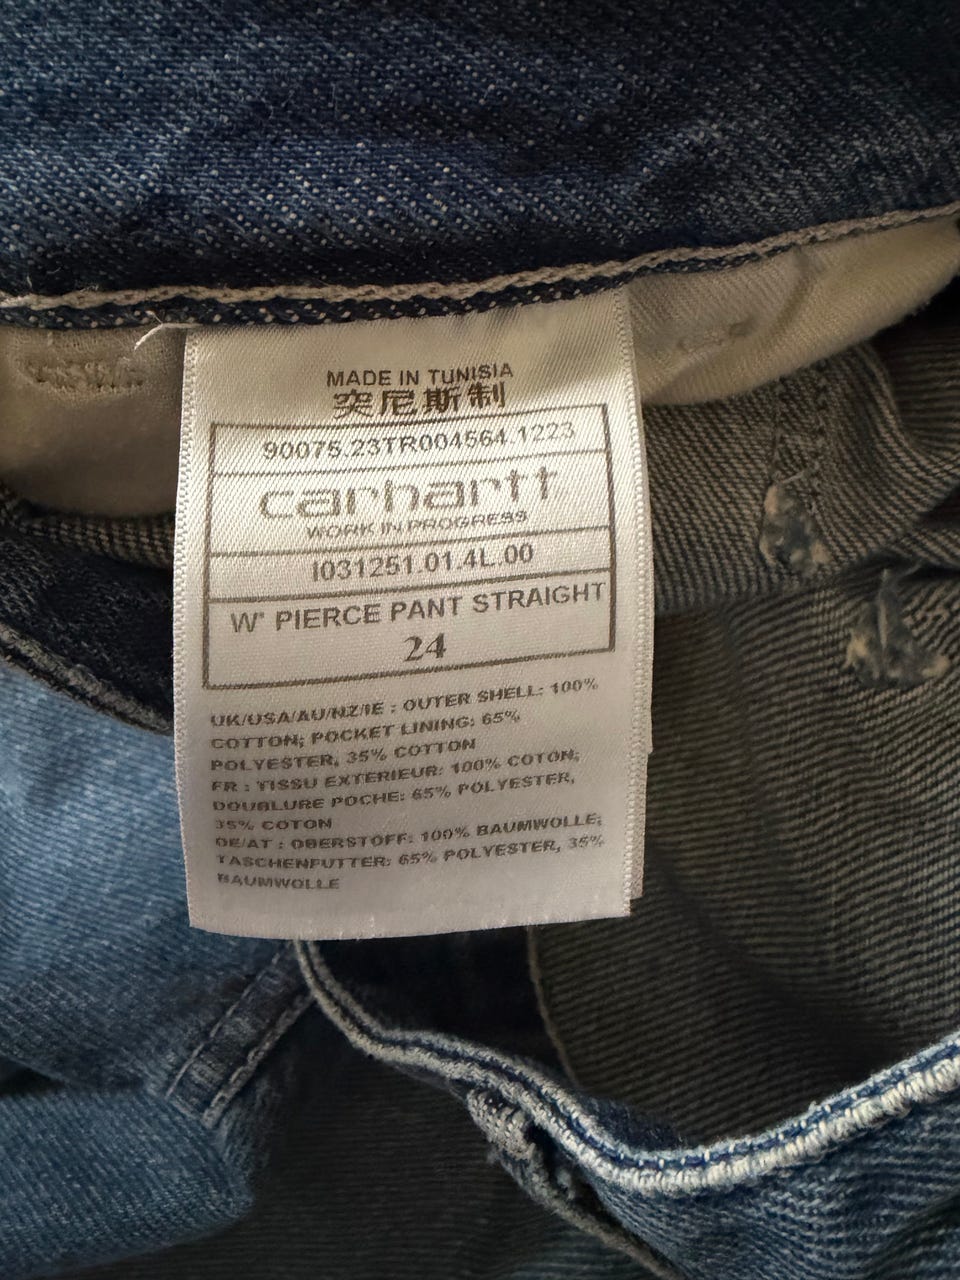 MADE IN TUNISIA
突尼斯制
90075.23TR004564.1223
carhartt
WORK IN PROGRESS
I031251.01.4L.00
W' PIERCE PANT STRAIGHT
24
UK/USA/AU/NZ/IE : OUTER SHELL: 100%
COTTON; POCKET LINING: 65%
POLYESTER, 35% COTTON
FR : TISSU EXTERIEUR: 100% COTON;
DOUBLURE POCHE: 65% POLYESTER,
35% COTON
DE/AT : OBERSTOFF: 100% BAUMWOLLE;
TASCHENFUTTER: 65% POLYESTER, 35%
BAUMWOLLE